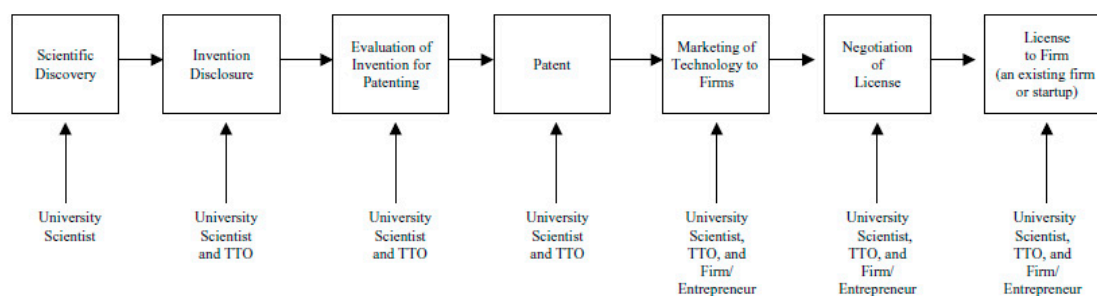 Scientific
Discovery
Invention
Disclosure
Evaluation of
Invention for
Patenting
Patent
Marketing of
Technology to
Firms
Negotiation
of
License
License
to Firm
(an existing firm
or startup)
University
Scientist
University
Scientist
and TTO
University
Scientist
and TTO
University
Scientist
and TTO
University
Scientist,
TTO, and
Firm/
Entrepreneur
University
Scientist,
TTO, and
Firm/
Entrepreneur
University
Scientist,
TTO, and
Firm/
Entrepreneur